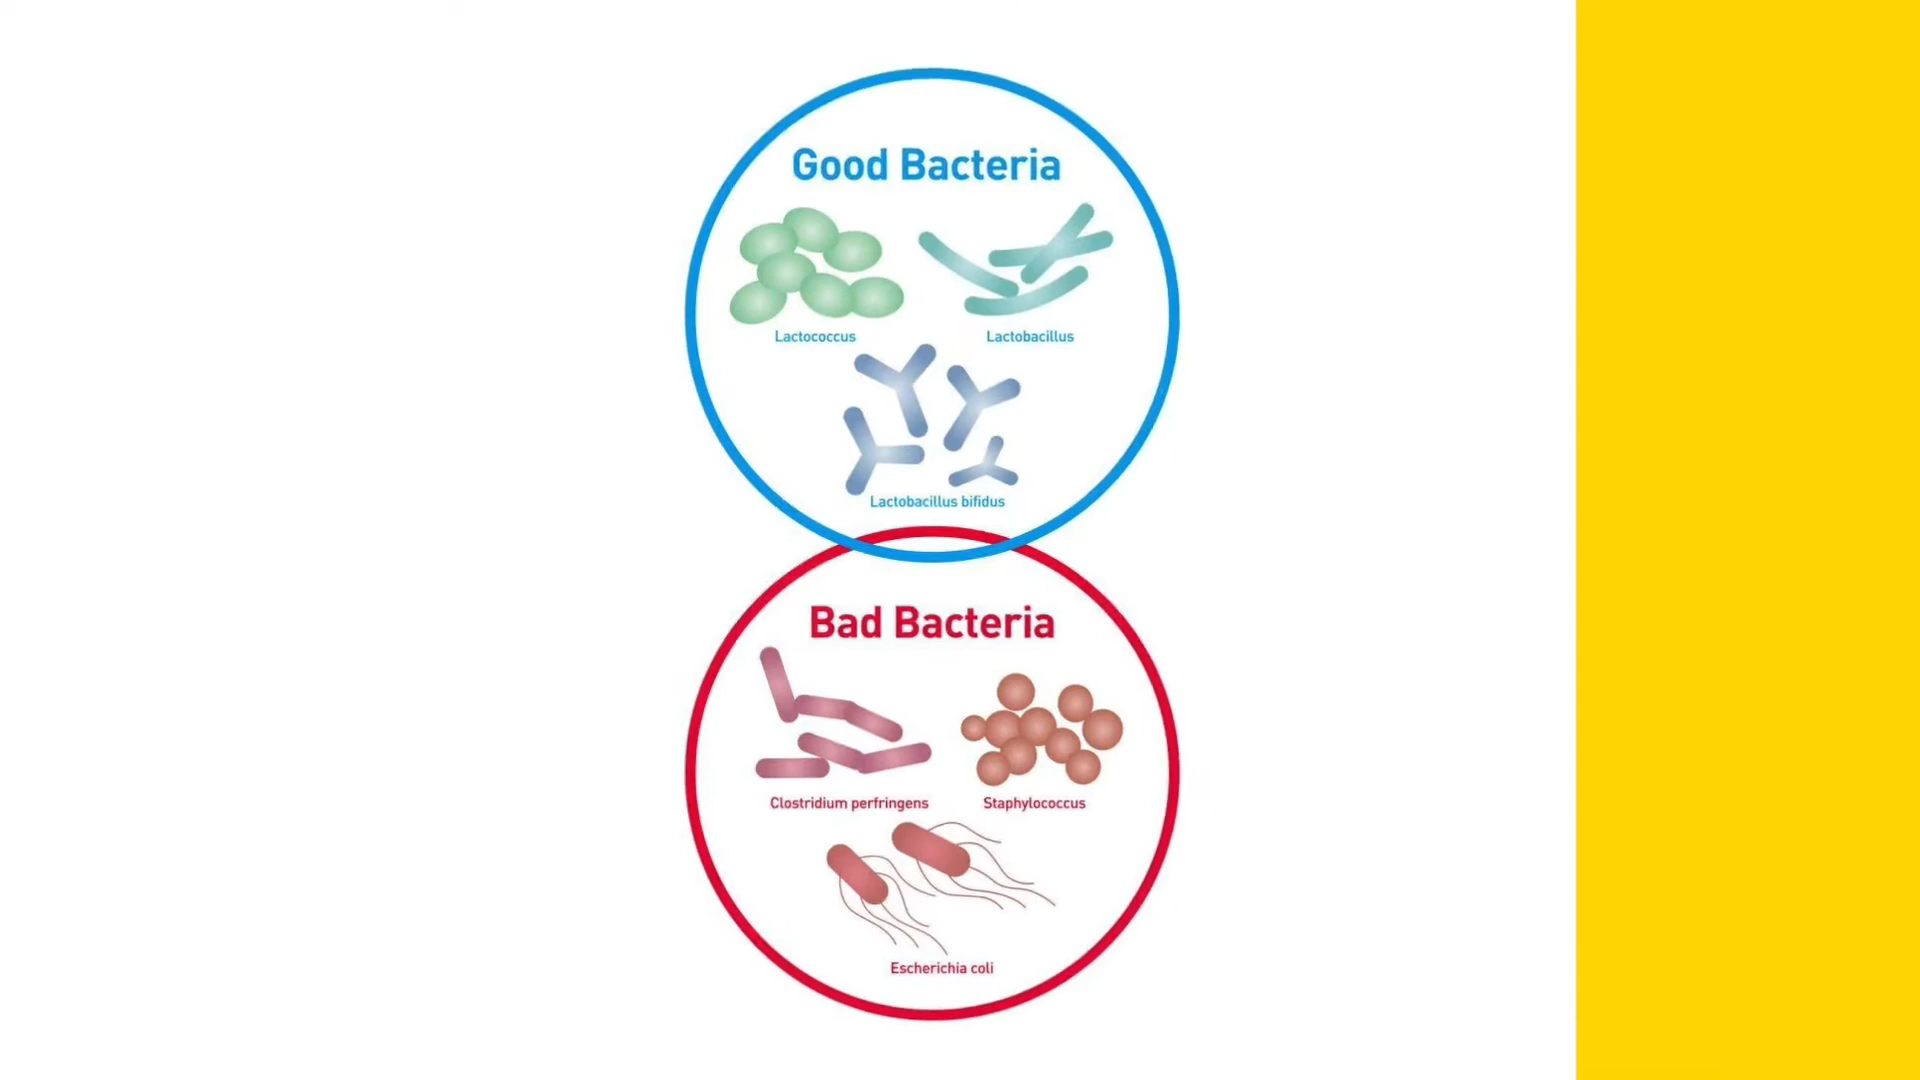 Good Bacteria
Lactococcus
Lactobacillus
Lactobacillus bifidus
Bad Bacteria
Clostridium perfringens
Staphylococcus
Escherichia coli